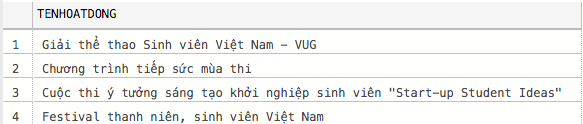 TENHOATDONG
1 Giải thể thao Sinh viên Việt Nam - VUG
2 Chương trình tiếp sức mùa thi
3 Cuộc thi ý tưởng sáng tạo khởi nghiệp sinh viên "Start-up Student Ideas"
4 Festival thanh niên, sinh viên Việt Nam